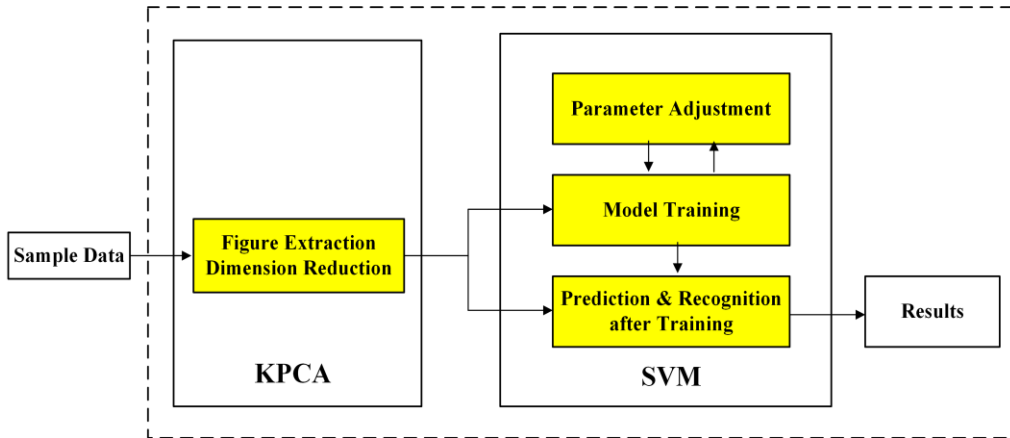 Sample Data
Figure Extraction
Dimension Reduction
KPCA
Parameter Adjustment
Model Training
Prediction & Recognition
after Training
SVM
Results